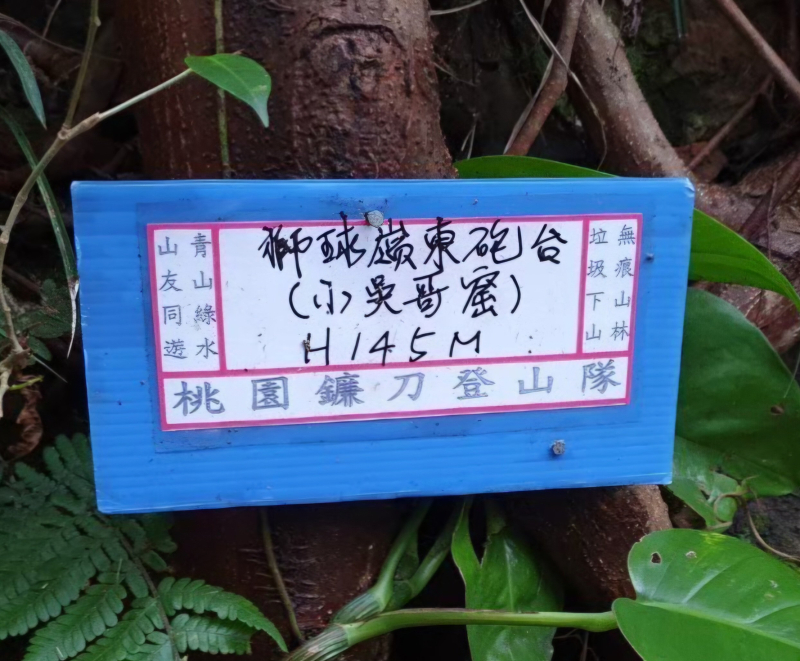 獅球嶺東砲台
(小吳哥窟)
H145M
青山綠水
山友同遊
無痕山林
垃圾下山
桃園鐮刀登山隊